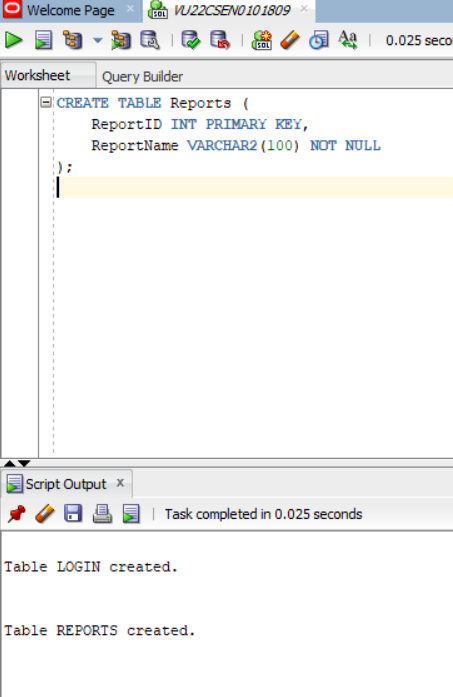 Welcome Page
VU22CSEN0101809
0.025 seco
Worksheet
Query Builder
CREATE TABLE Reports (
ReportID INT PRIMARY KEY,
ReportName VARCHAR2(100) NOT NULL
);
Script Output x
Task completed in 0.025 seconds
Table LOGIN created.
Table REPORTS created.